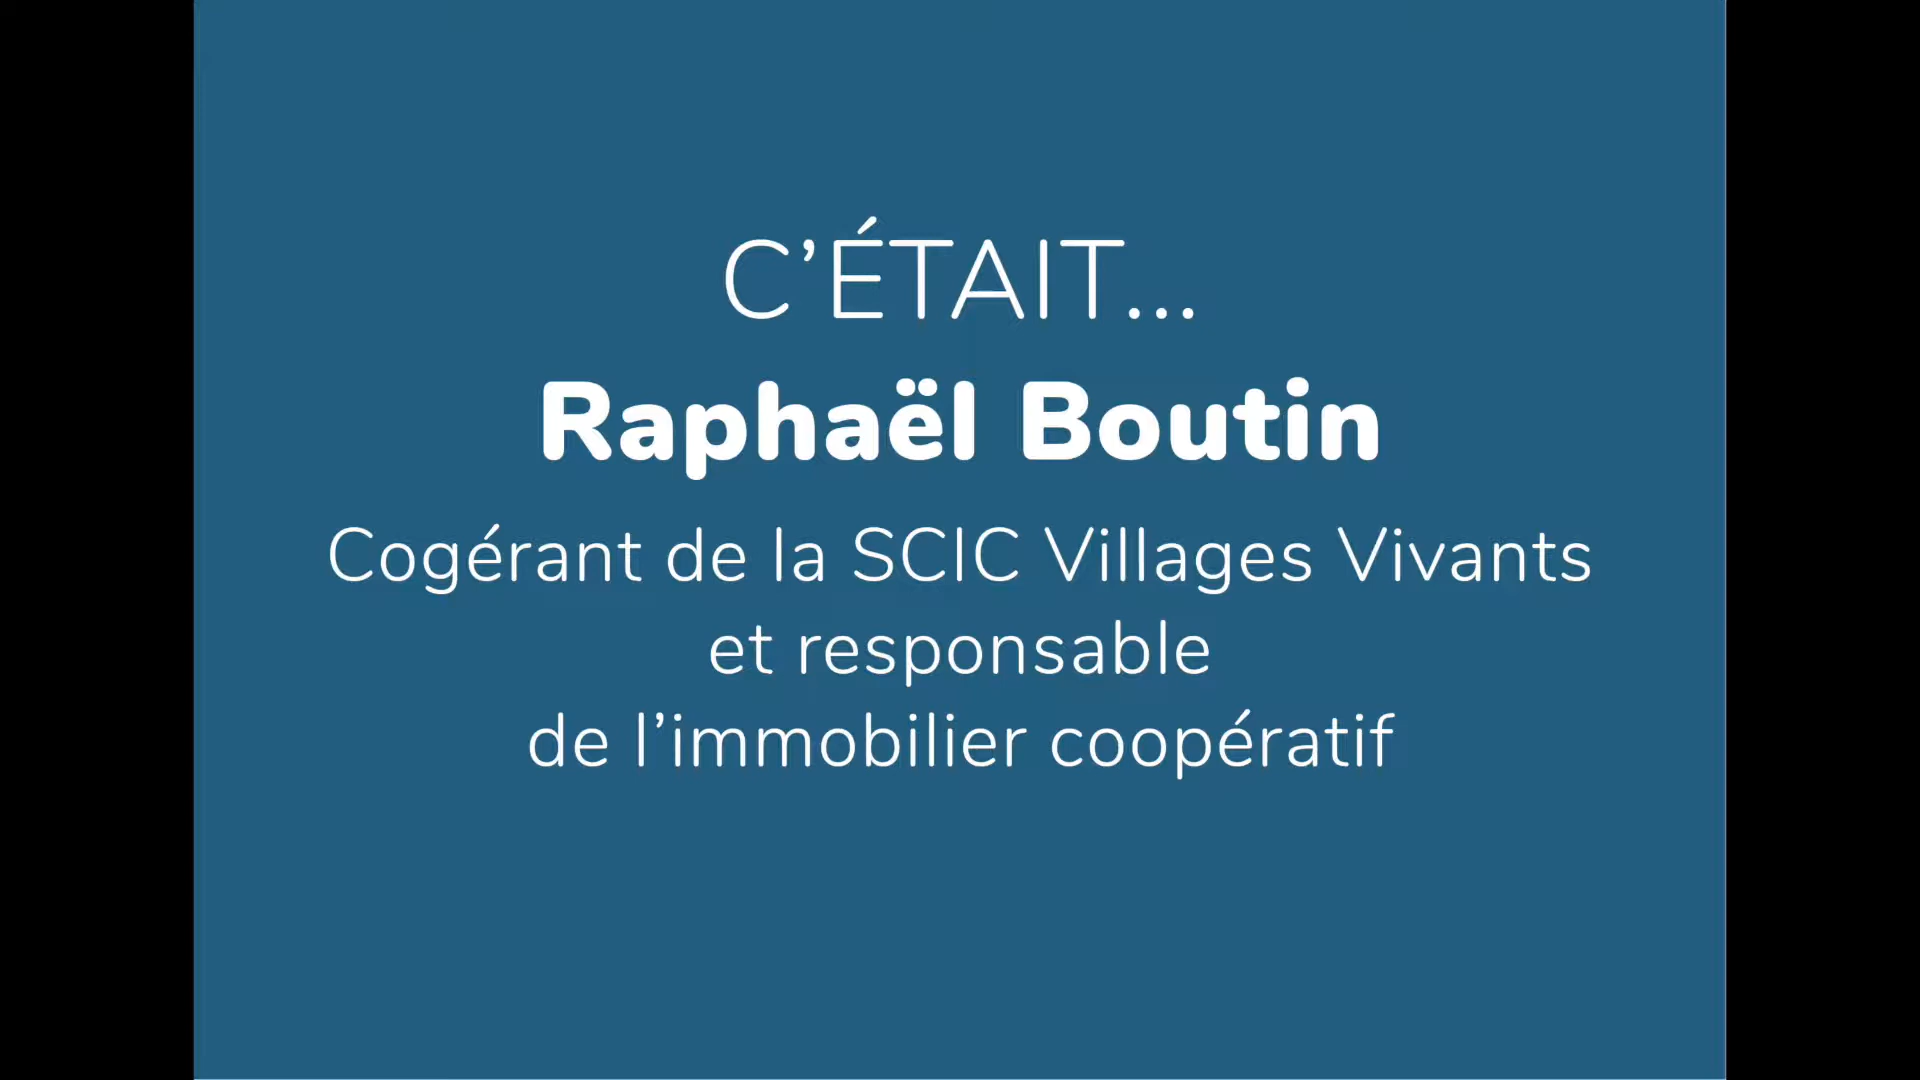 C’ÉTAIT...
Raphaël Boutin
Cogérant de la SCIC Villages Vivants
et responsable
de l’immobilier coopératif